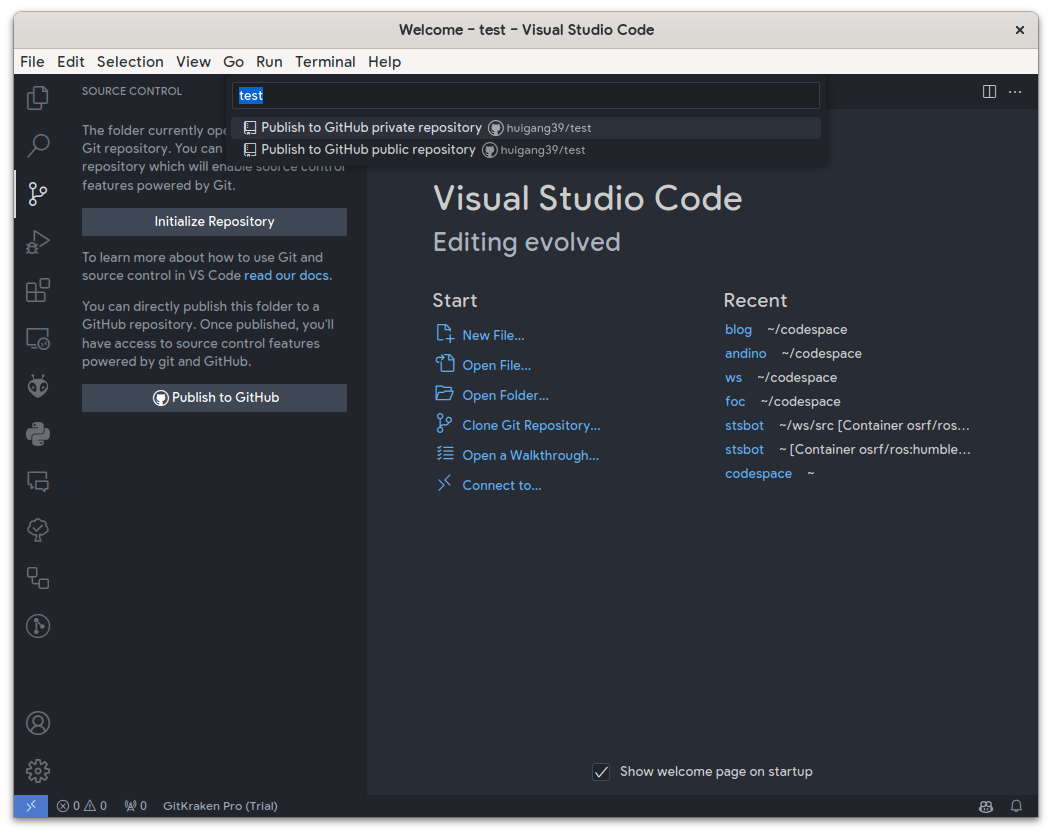 Welcome - test - Visual Studio Code
File Edit Selection View Go Run Terminal Help
SOURCE CONTROL
test
Publish to GitHub private repository huigang39/test
Publish to GitHub public repository huigang39/test
The folder currently ope
Git repository. You can
repository which will enable source control
features powered by Git.
Initialize Repository
To learn more about how to use Git and
source control in VS Code read our docs.
You can directly publish this folder to a
GitHub repository. Once published, you'll
have access to source control features
powered by git and GitHub.
Publish to GitHub
Visual Studio Code
Editing evolved
Start
New File...
Open File...
Open Folder...
Clone Git Repository...
Open a Walkthrough...
Connect to...
Recent
blog ~/codespace
andino ~/codespace
ws ~/codespace
foc ~/codespace
stsbot ~/ws/src [Container osrf/ros...
stsbot ~ [Container osrf/ros:humble...
codespace ~
Show welcome page on startup
0 0 0 GitKraken Pro (Trial)